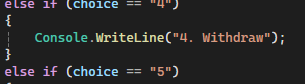 else if (choice == "4")
{
Console.WriteLine("4. Withdraw");
}
else if (choice == "5")